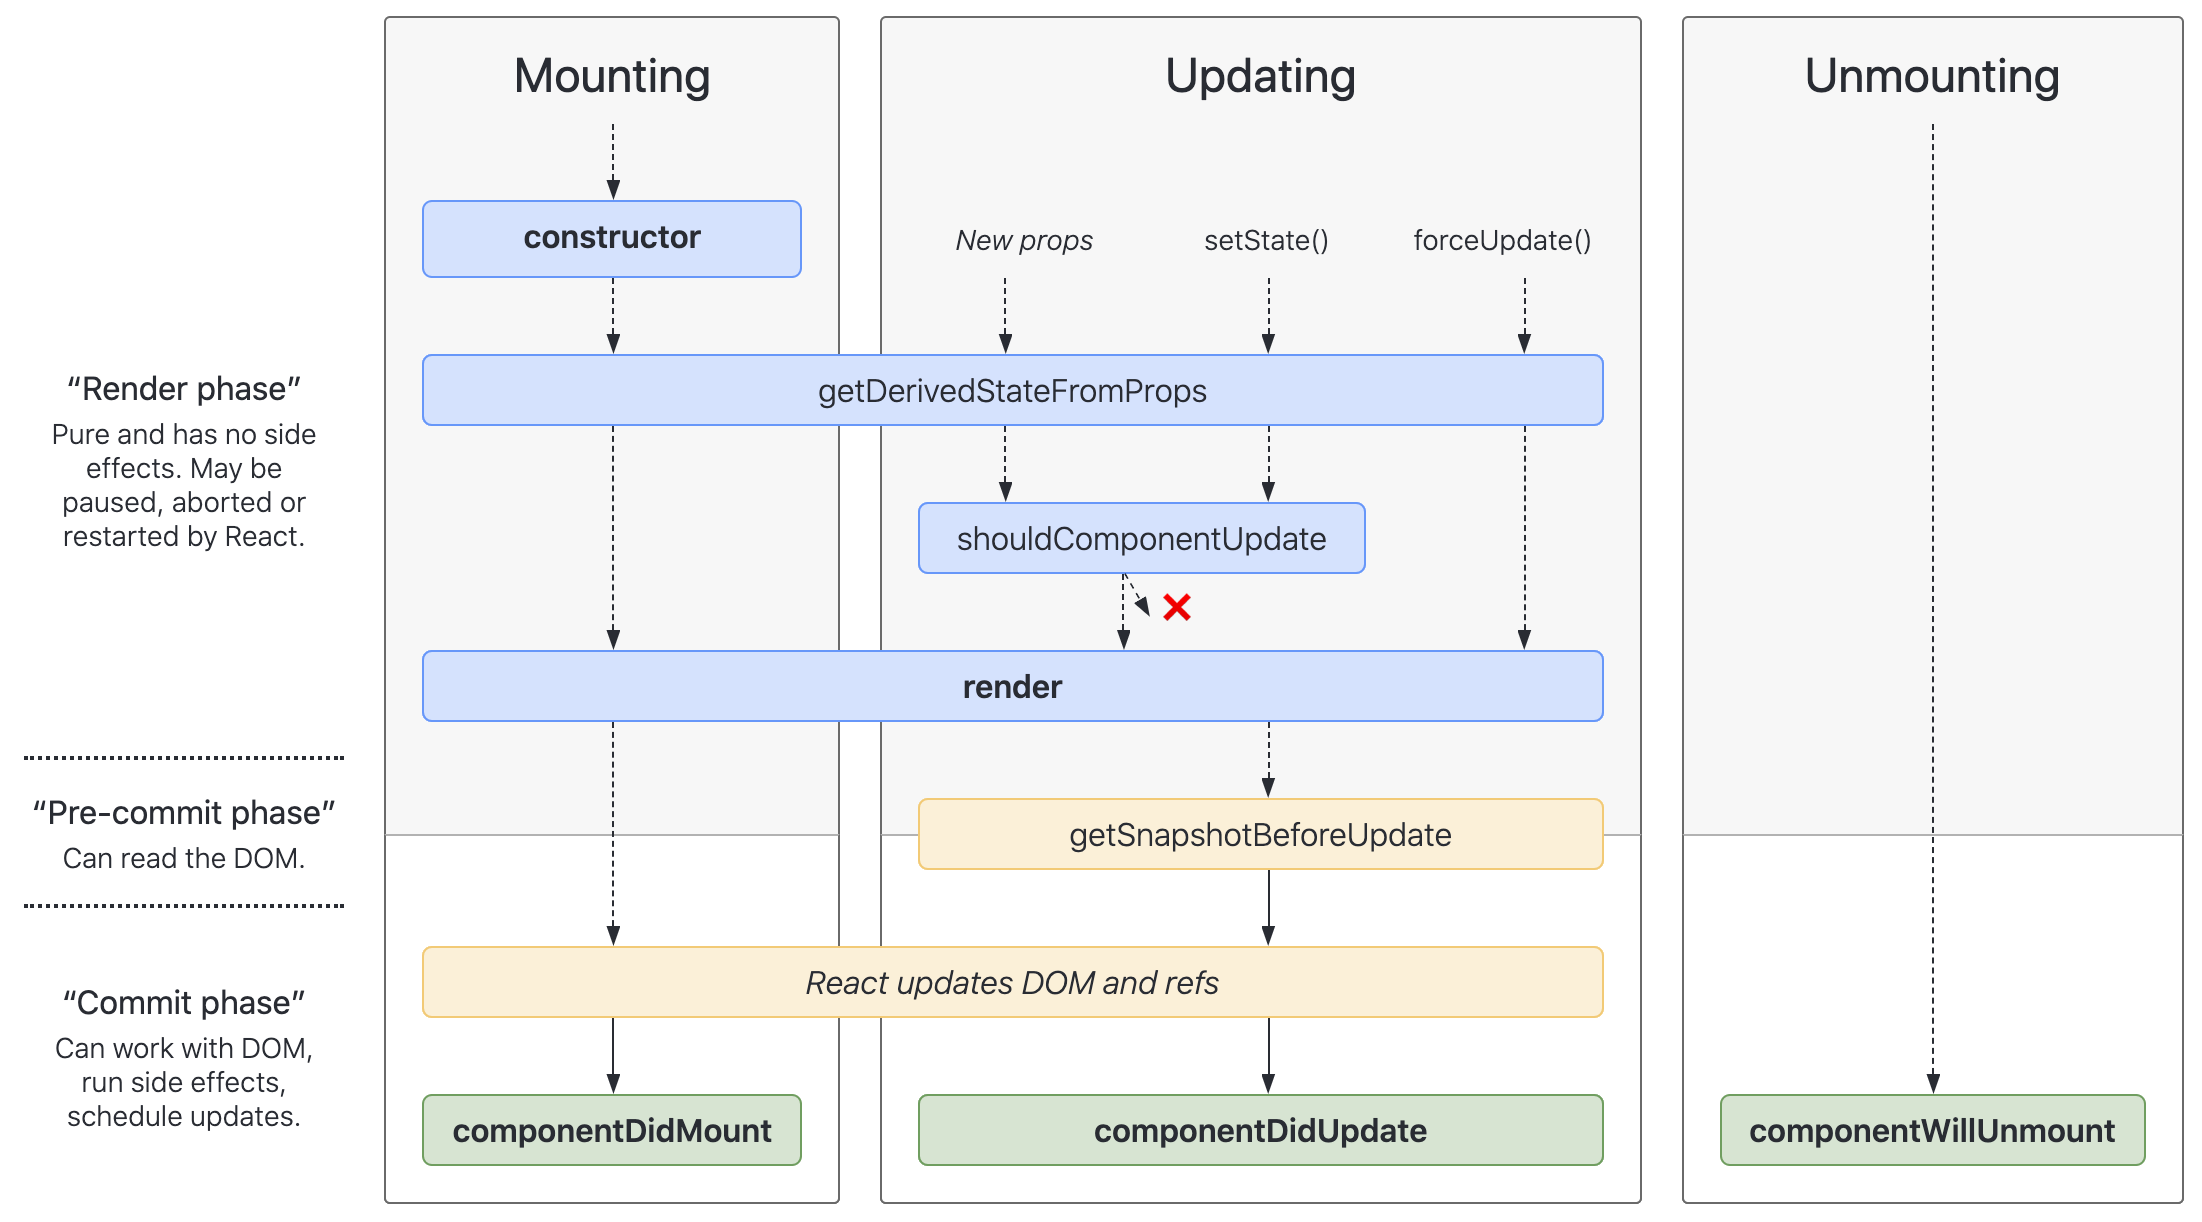 Mounting
Updating
Unmounting
constructor
New props
setState()
forceUpdate()
“Render phase”
Pure and has no side
effects. May be
paused, aborted or
restarted by React.
getDerivedStateFromProps
shouldComponentUpdate
render
“Pre-commit phase”
Can read the DOM.
getSnapshotBeforeUpdate
“Commit phase”
Can work with DOM,
run side effects,
schedule updates.
React updates DOM and refs
componentDidMount
componentDidUpdate
componentWillUnmount